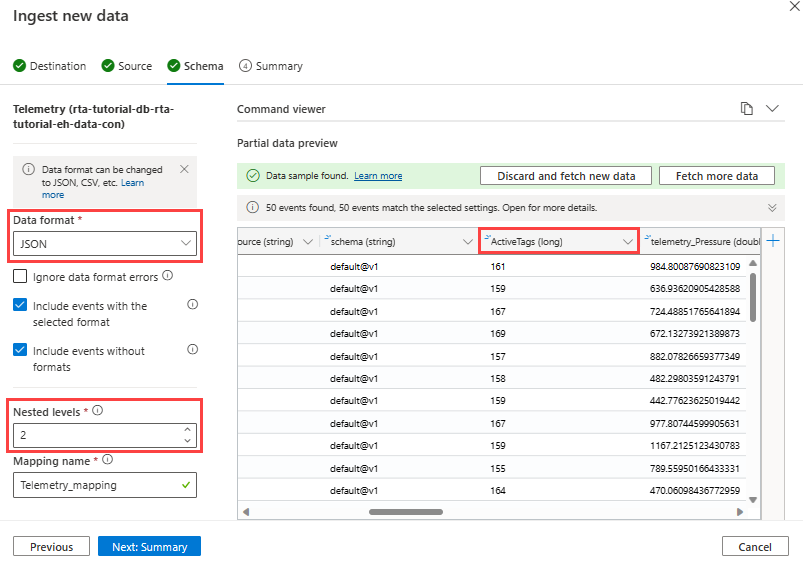 Ingest new data
Destination
Source
Schema
4 Summary
Telemetry (rta-tutorial-db-rta-
tutorial-eh-data-con)
Data format can be changed
to JSON, CSV, etc. Learn
more
Data format *
JSON
Ignore data format errors
Include events with the
selected format
Include events without
formats
Nested levels *
2
Mapping name *
Telemetry_mapping
Command viewer
Partial data preview
Data sample found. Learn more
Discard and fetch new data
Fetch more data
50 events found, 50 events match the selected settings. Open for more details.
ource (string) schema (string) ActiveTags (long) telemetry_Pressure (doubl
default@v1 161 984.80087690823109
default@v1 159 636.93620905428588
default@v1 167 724.48851765641894
default@v1 169 672.13273921389873
default@v1 157 882.07826659377349
default@v1 158 482.29803591243791
default@v1 159 442.77623625019442
default@v1 167 977.80744599905631
default@v1 159 1167.2125123430783
default@v1 155 789.55950166433331
default@v1 164 470.06098436772959
Previous
Next: Summary
Cancel